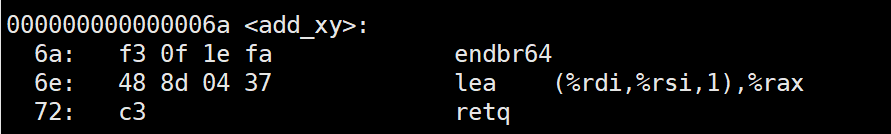 000000000000006a <add_xy>:
  6a:   f3 0f 1e fa             endbr64
  6e:   48 8d 04 37             lea    (%rdi,%rsi,1),%rax
  72:   c3                      retq